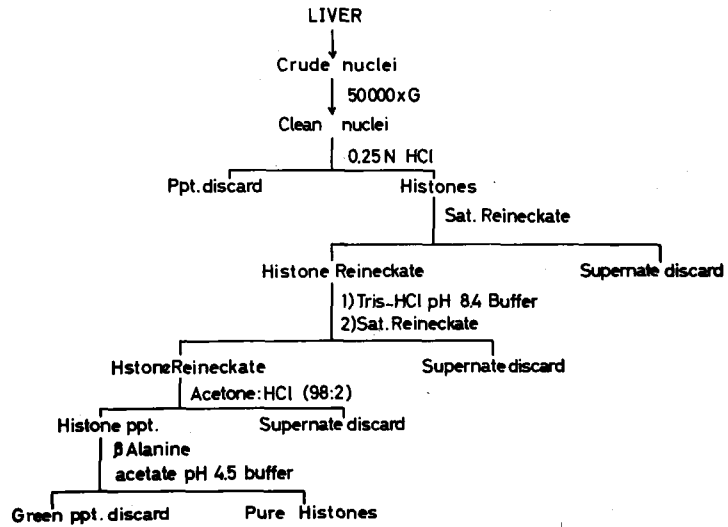 LIVER
Crude nuclei
50000xG
Clean nuclei
0.25 N HCl
Ppt. discard
Histones
Sat. Reineckate
Histone Reineckate
Supernate discard
1) Tris-HCl pH 8.4 Buffer
2) Sat. Reineckate
HstoneReineckate
Supernate discard
Acetone:HCl (98:2)
Histone ppt.
Supernate discard
β Alanine
acetate pH 4.5 buffer
Green ppt. discard
Pure Histones